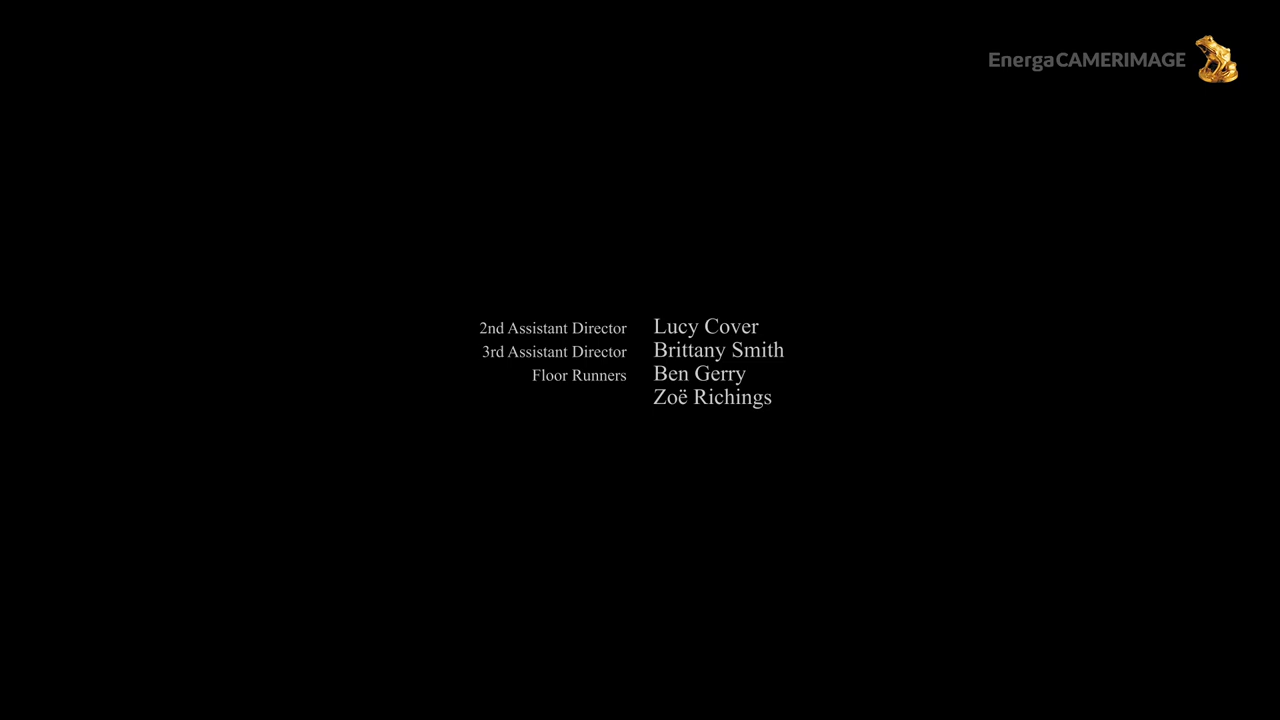 EnergaCAMERIMAGE
2nd Assistant Director Lucy Cover
3rd Assistant Director Brittany Smith
Floor Runners Ben Gerry
Zoë Richings